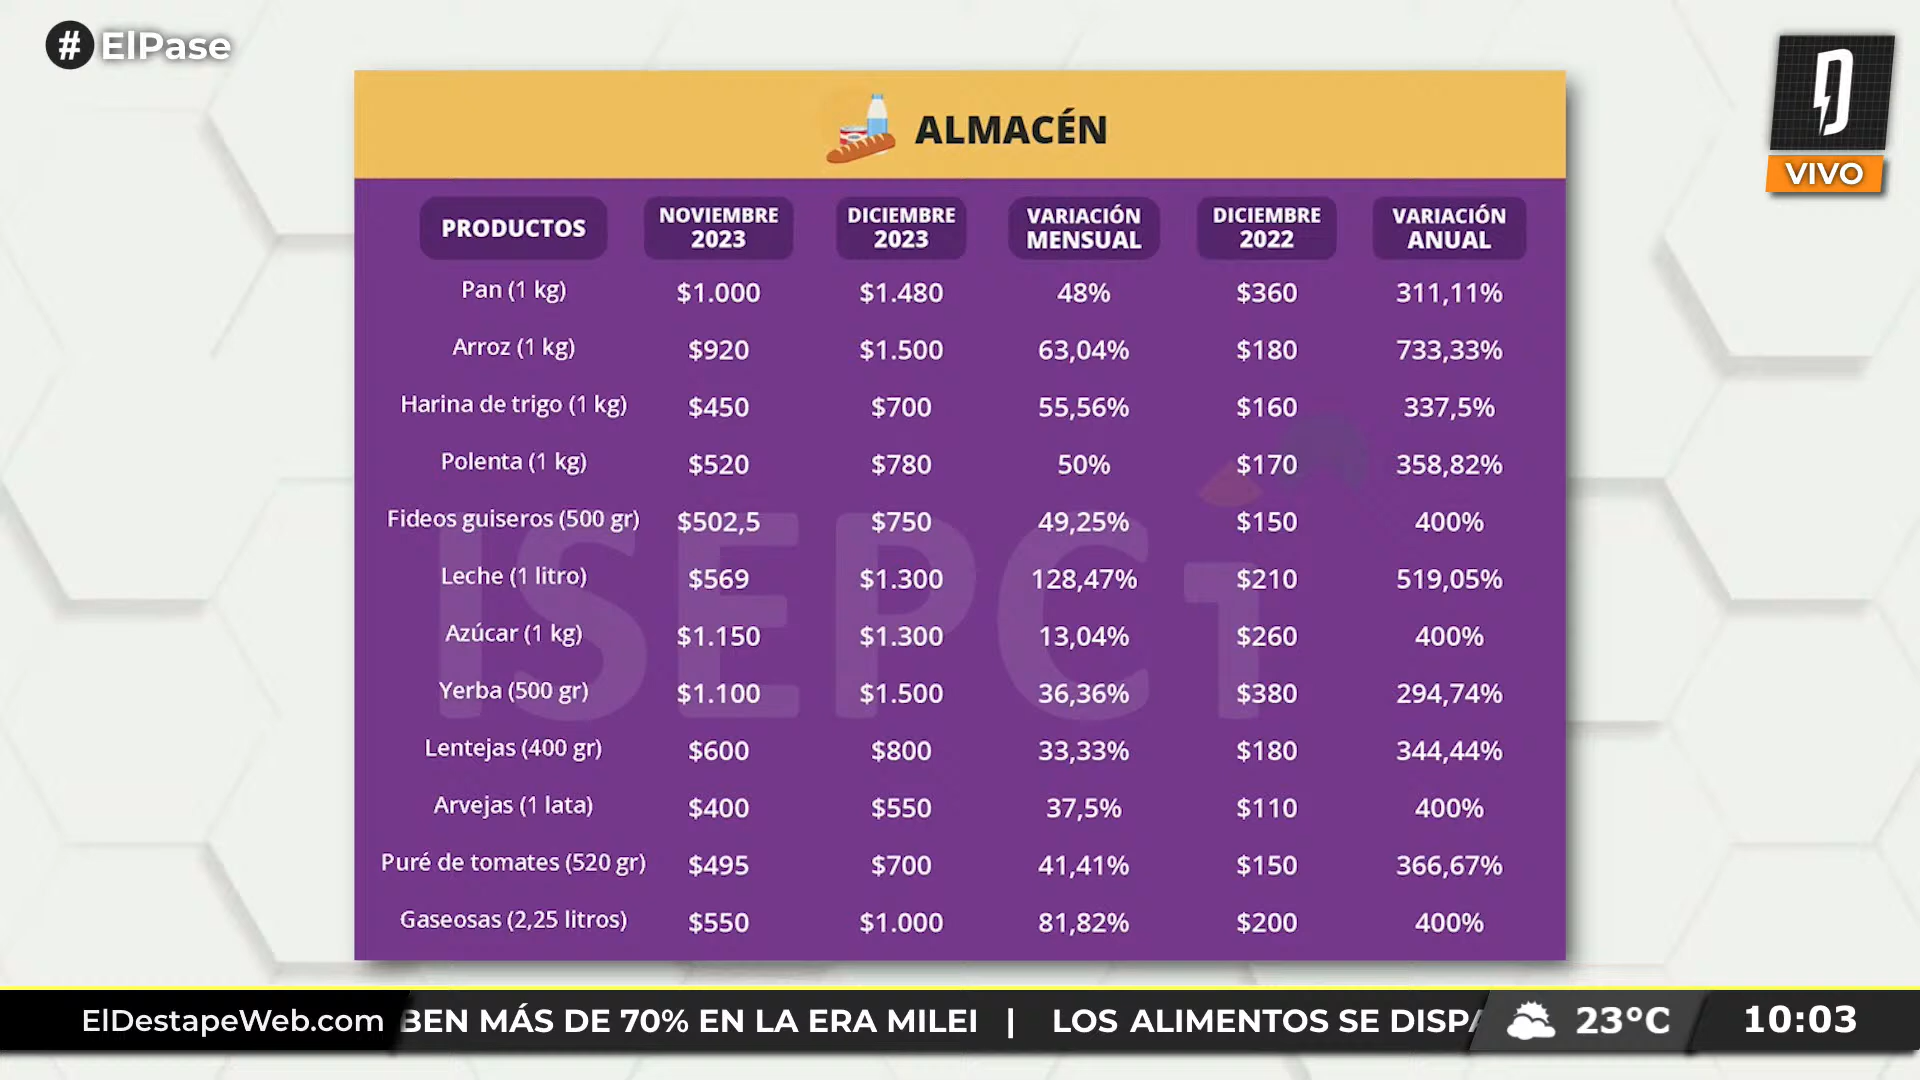 # ElPase
VIVO
ALMACÉN
PRODUCTOS NOVIEMBRE 2023 DICIEMBRE 2023 VARIACIÓN MENSUAL DICIEMBRE 2022 VARIACIÓN ANUAL
Pan (1 kg) $1.000 $1.480 48% $360 311,11%
Arroz (1 kg) $920 $1.500 63,04% $180 733,33%
Harina de trigo (1 kg) $450 $700 55,56% $160 337,5%
Polenta (1 kg) $520 $780 50% $170 358,82%
Fideos guiseros (500 gr) $502,5 $750 49,25% $150 400%
Leche (1 litro) $569 $1.300 128,47% $210 519,05%
Azúcar (1 kg) $1.150 $1.300 13,04% $260 400%
Yerba (500 gr) $1.100 $1.500 36,36% $380 294,74%
Lentejas (400 gr) $600 $800 33,33% $180 344,44%
Arvejas (1 lata) $400 $550 37,5% $110 400%
Puré de tomates (520 gr) $495 $700 41,41% $150 366,67%
Gaseosas (2,25 litros) $550 $1.000 81,82% $200 400%
ISEPCi
ElDestapeWeb.com BEN MÁS DE 70% EN LA ERA MILEI | LOS ALIMENTOS SE DISPA 23°C 10:03